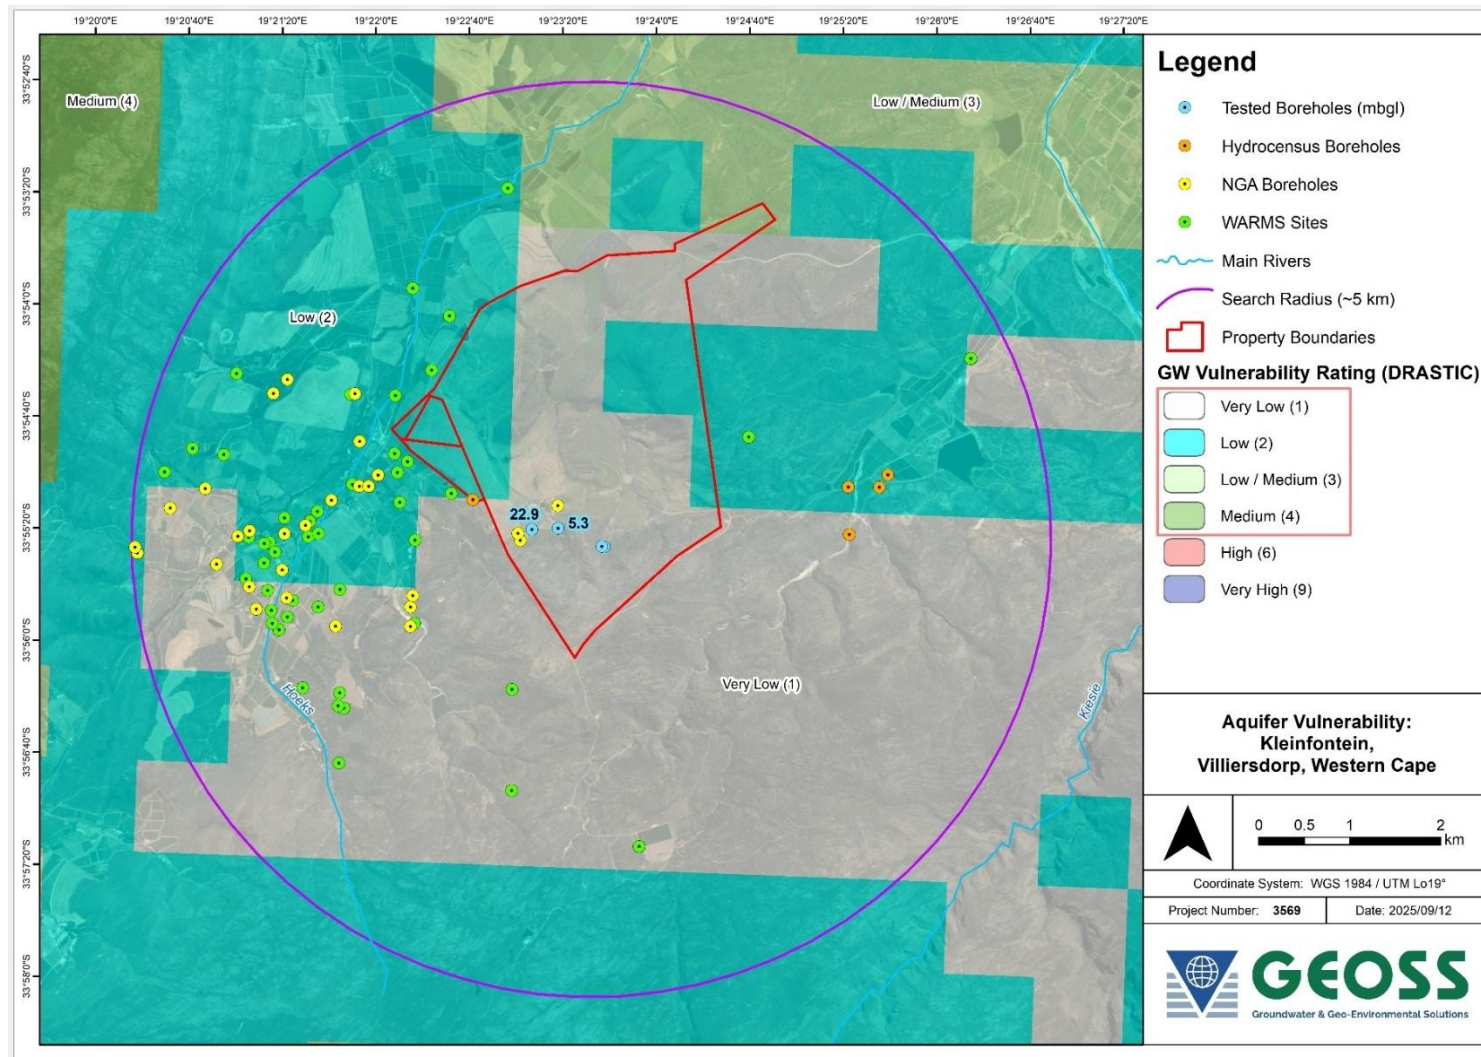 19°20'0"E 19°20'40"E 19°21'20"E 19°22'0"E 19°22'40"E 19°23'20"E 19°24'0"E 19°24'40"E 19°25'20"E 19°26'0"E 19°26'40"E 19°27'20"E
33°52'40"S
33°53'20"S
33°54'0"S
33°54'40"S
33°55'20"S
33°56'0"S
33°56'40"S
33°57'20"S
33°58'0"S
Medium (4)
Low / Medium (3)
Low (2)
22.9
5.3
Very Low (1)
Hoeks
Kiesie
Legend
Tested Boreholes (mbgl)
Hydrocensus Boreholes
NGA Boreholes
WARMS Sites
Main Rivers
Search Radius (~5 km)
Property Boundaries
GW Vulnerability Rating (DRASTIC)
Very Low (1)
Low (2)
Low / Medium (3)
Medium (4)
High (6)
Very High (9)
Aquifer Vulnerability:
Kleinfontein,
Villiersdorp, Western Cape
0 0.5 1 2
km
Coordinate System: WGS 1984 / UTM Lo19°
Project Number: 3569 Date: 2025/09/12
GEOSS
Groundwater & Geo-Environmental Solutions